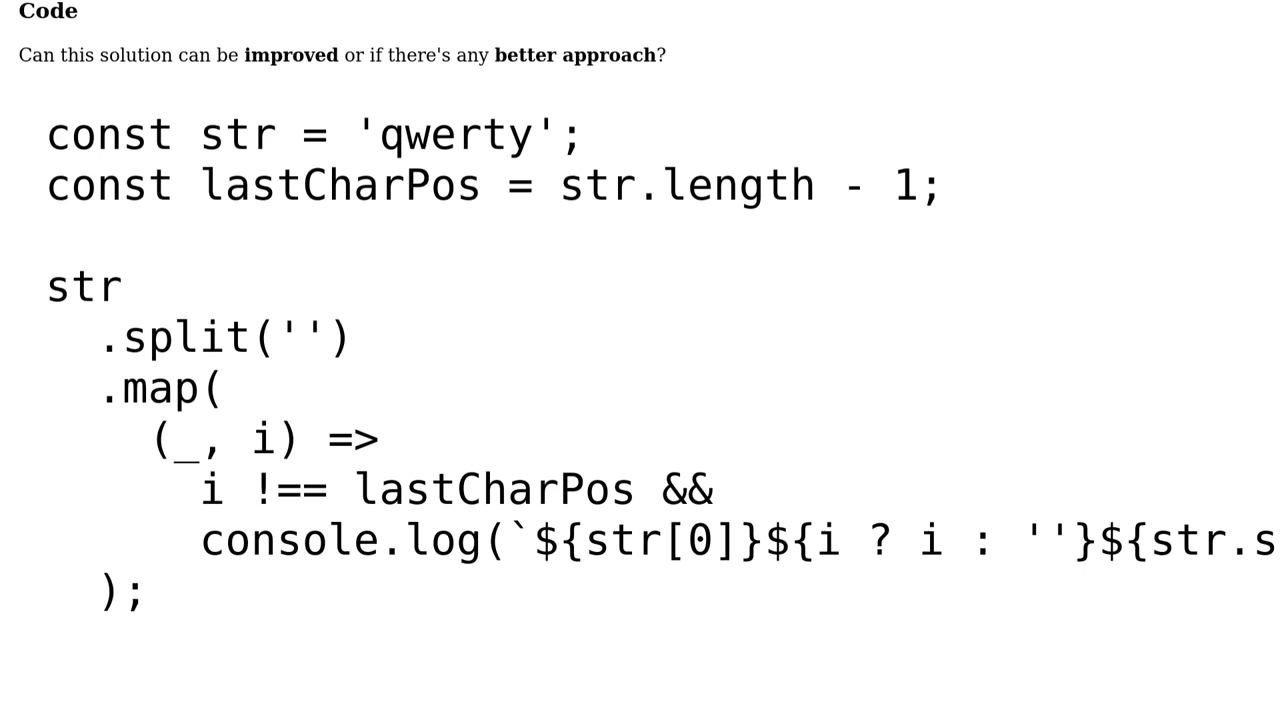 Code
Can this solution can be improved or if there's any better approach?
const str = 'qwerty';
const lastCharPos = str.length - 1;
str
.split('')
.map(
(_, i) =>
i !== lastCharPos &&
console.log(`${str[0]}${i ? i : ''}${str.s
);